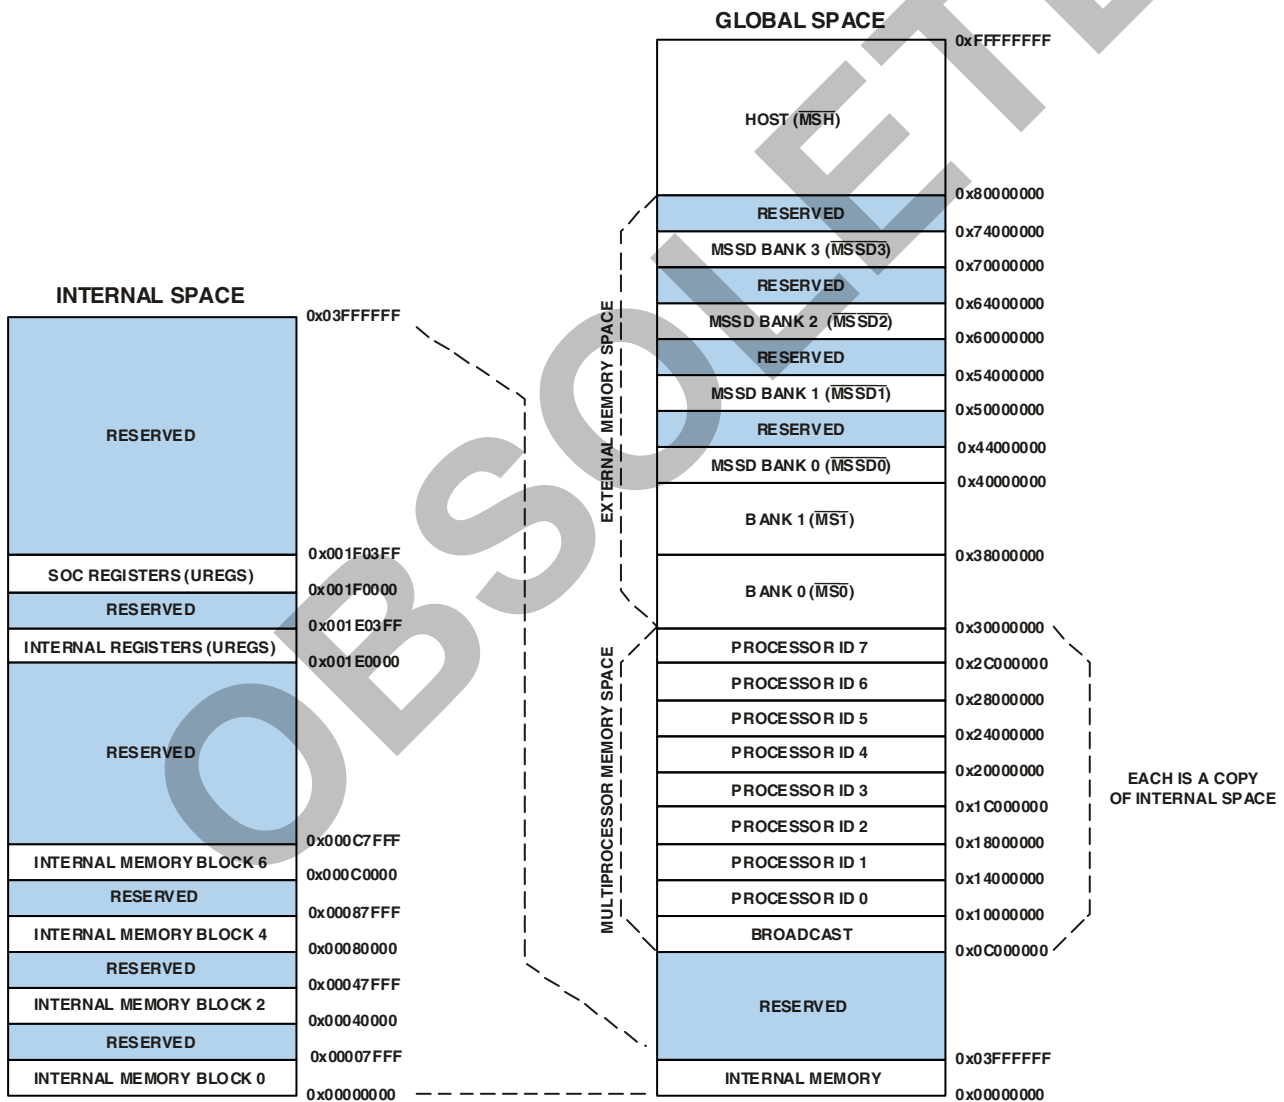 GLOBAL SPACE
0xFFFFFFFF
HOST (MSH)
0x80000000
RESERVED
0x74000000
MSSD BANK 3 (MSSD3)
0x70000000
RESERVED
0x64000000
MSSD BANK 2 (MSSD2)
0x60000000
RESERVED
0x54000000
MSSD BANK 1 (MSSD1)
0x50000000
RESERVED
0x44000000
MSSD BANK 0 (MSSD0)
0x40000000
BANK 1 (MS1)
0x38000000
BANK 0 (MS0)
0x30000000
PROCESSOR ID 7
0x2C000000
PROCESSOR ID 6
0x28000000
PROCESSOR ID 5
0x24000000
PROCESSOR ID 4
0x20000000
PROCESSOR ID 3
0x1C000000
PROCESSOR ID 2
0x18000000
PROCESSOR ID 1
0x14000000
PROCESSOR ID 0
0x10000000
BROADCAST
0x0C000000
RESERVED
0x03FFFFFF
INTERNAL MEMORY
0x00000000
EXTERNAL MEMORY SPACE
MULTIPROCESSOR MEMORY SPACE
EACH IS A COPY
OF INTERNAL SPACE
INTERNAL SPACE
0x03FFFFFF
RESERVED
0x001F03FF
SOC REGISTERS (UREGS)
0x001F0000
RESERVED
0x001E03FF
INTERNAL REGISTERS (UREGS)
0x001E0000
RESERVED
0x000C7FFF
INTERNAL MEMORY BLOCK 6
0x000C0000
RESERVED
0x00087FFF
INTERNAL MEMORY BLOCK 4
0x00080000
RESERVED
0x00047FFF
INTERNAL MEMORY BLOCK 2
0x00040000
RESERVED
0x00007FFF
INTERNAL MEMORY BLOCK 0
0x00000000
OBSOLETE